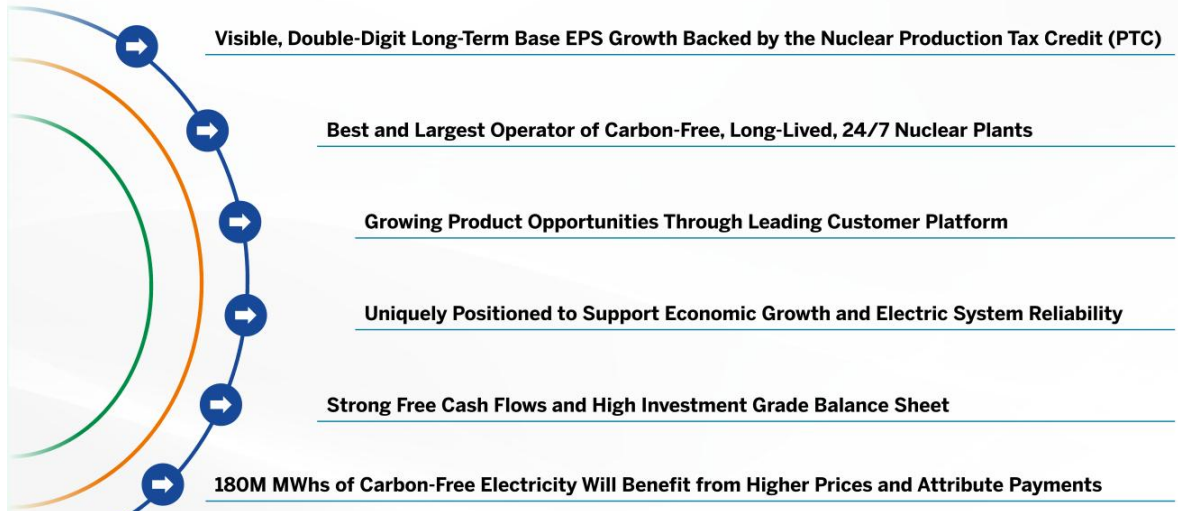 Visible, Double-Digit Long-Term Base EPS Growth Backed by the Nuclear Production Tax Credit (PTC)
Best and Largest Operator of Carbon-Free, Long-Lived, 24/7 Nuclear Plants
Growing Product Opportunities Through Leading Customer Platform
Uniquely Positioned to Support Economic Growth and Electric System Reliability
Strong Free Cash Flows and High Investment Grade Balance Sheet
180M MWhs of Carbon-Free Electricity Will Benefit from Higher Prices and Attribute Payments